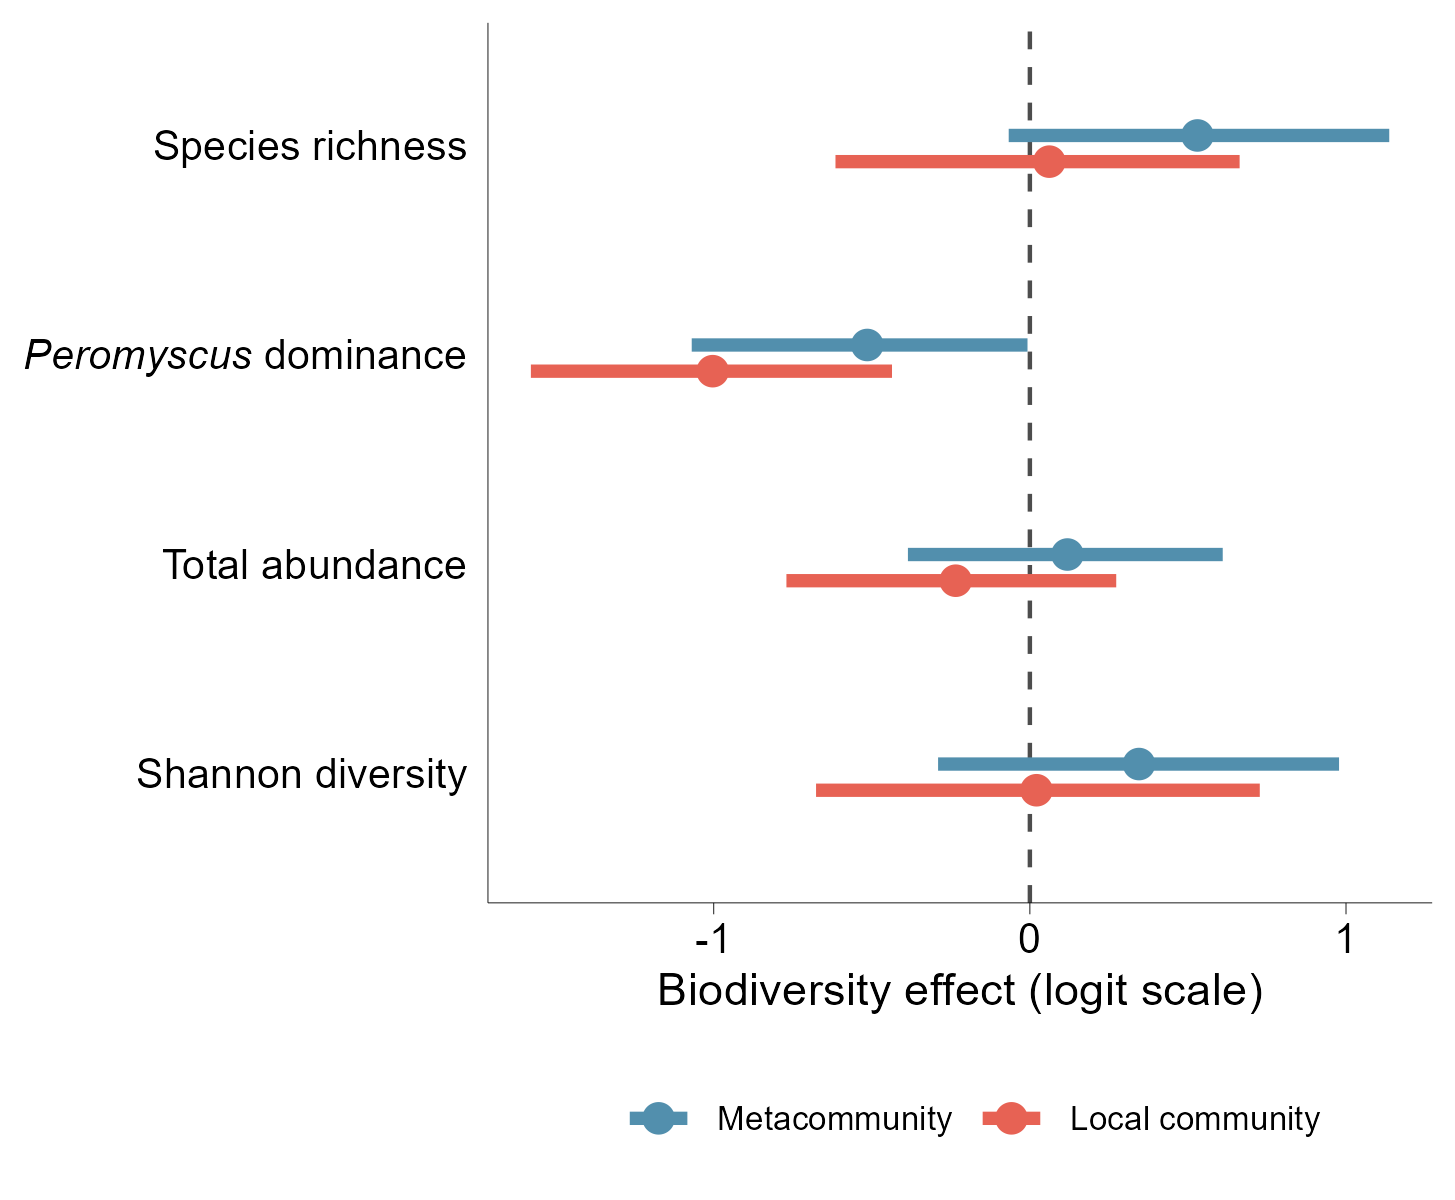 Species richness
Peromyscus dominance
Total abundance
Shannon diversity
-1 0 1
Biodiversity effect (logit scale)
Metacommunity Local community